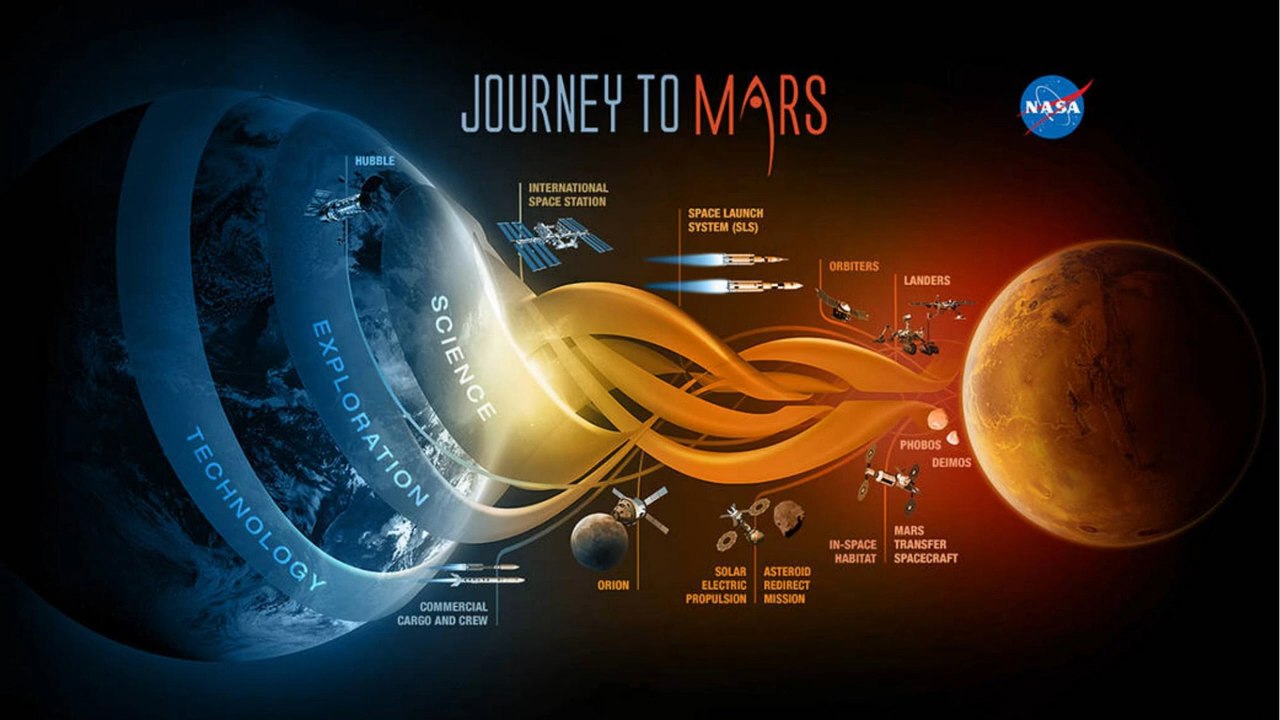 JOURNEY TO MARS
NASA
HUBBLE
INTERNATIONAL
SPACE STATION
SPACE LAUNCH
SYSTEM (SLS)
ORBITERS
LANDERS
SCIENCE
EXPLORATION
TECHNOLOGY
PHOBOS
DEIMOS
COMMERCIAL
CARGO AND CREW
ORION
SOLAR
ELECTRIC
PROPULSION
ASTEROID
REDIRECT
MISSION
IN-SPACE
HABITAT
MARS
TRANSFER
SPACECRAFT